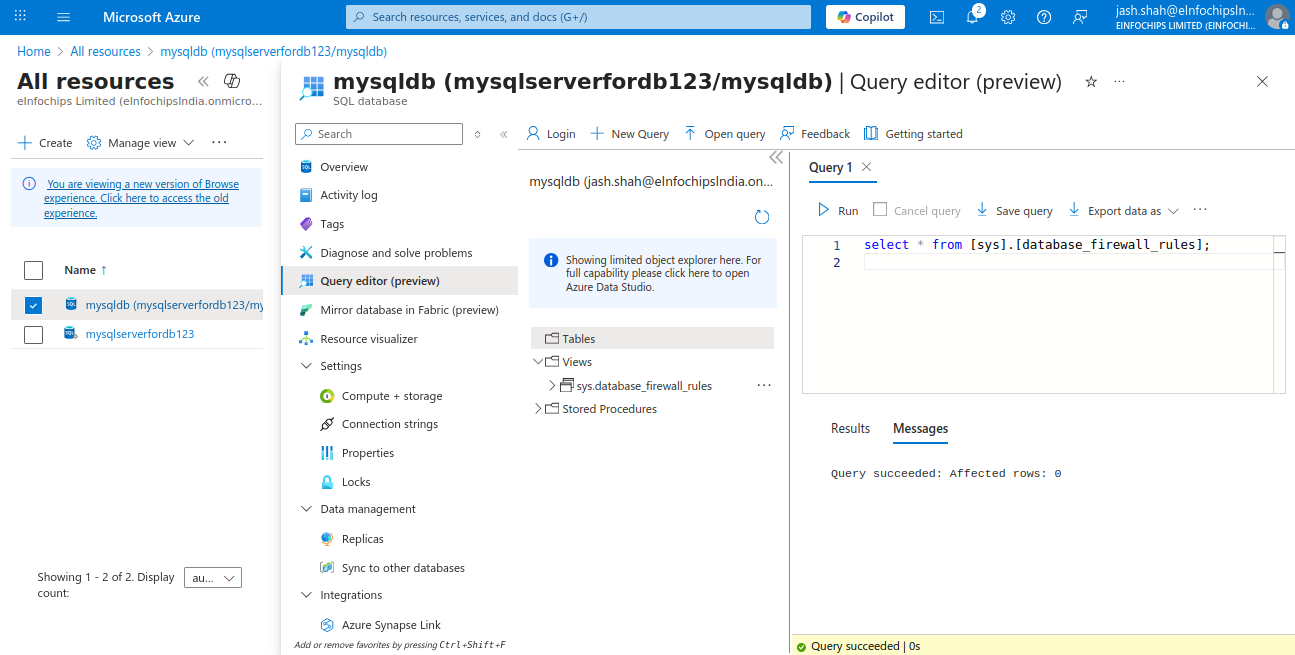 Microsoft Azure
Search resources, services, and docs (G+/)
Copilot
2
jash.shah@eInfochipsIn...
EINFOCHIPS LIMITED (EINFOCHI...
Home > All resources > mysqldb (mysqlserverfordb123/mysqldb)
All resources
eInfochips Limited (eInfochipsIndia.onmicro...
Create
Manage view
You are viewing a new version of Browse
experience. Click here to access the old
experience.
Name ↑
mysqldb (mysqlserverfordb123/my
mysqlserverfordb123
Showing 1 - 2 of 2. Display
count:
au...
mysqldb (mysqlserverfordb123/mysqldb) | Query editor (preview)
SQL database
Search
Overview
Activity log
Tags
Diagnose and solve problems
Query editor (preview)
Mirror database in Fabric (preview)
Resource visualizer
Settings
Compute + storage
Connection strings
Properties
Locks
Data management
Replicas
Sync to other databases
Integrations
Azure Synapse Link
Add or remove favorites by pressing Ctrl+Shift+F
Login
New Query
Open query
Feedback
Getting started
mysqldb (jash.shah@eInfochipsIndia.on...
Showing limited object explorer here. For
full capability please click here to open
Azure Data Studio.
Tables
Views
sys.database_firewall_rules
Stored Procedures
Query 1
Run
Cancel query
Save query
Export data as
1 select * from [sys].[database_firewall_rules];
2
Results
Messages
Query succeeded: Affected rows: 0
Query succeeded | 0s